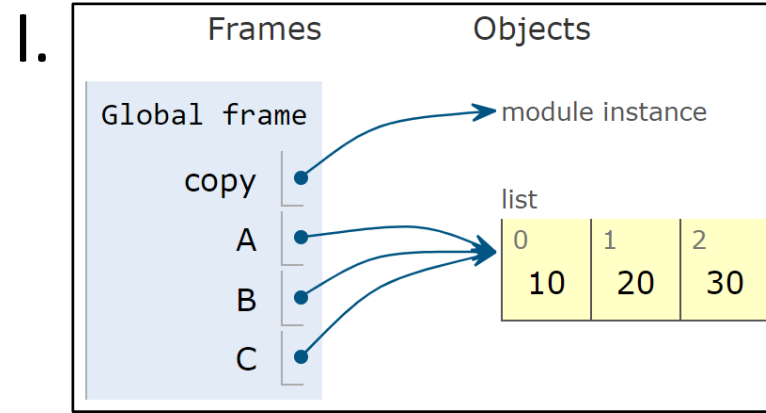 I.
Frames Objects
Global frame
module instance
copy
list
A
0 1 2
10 20 30
B
C